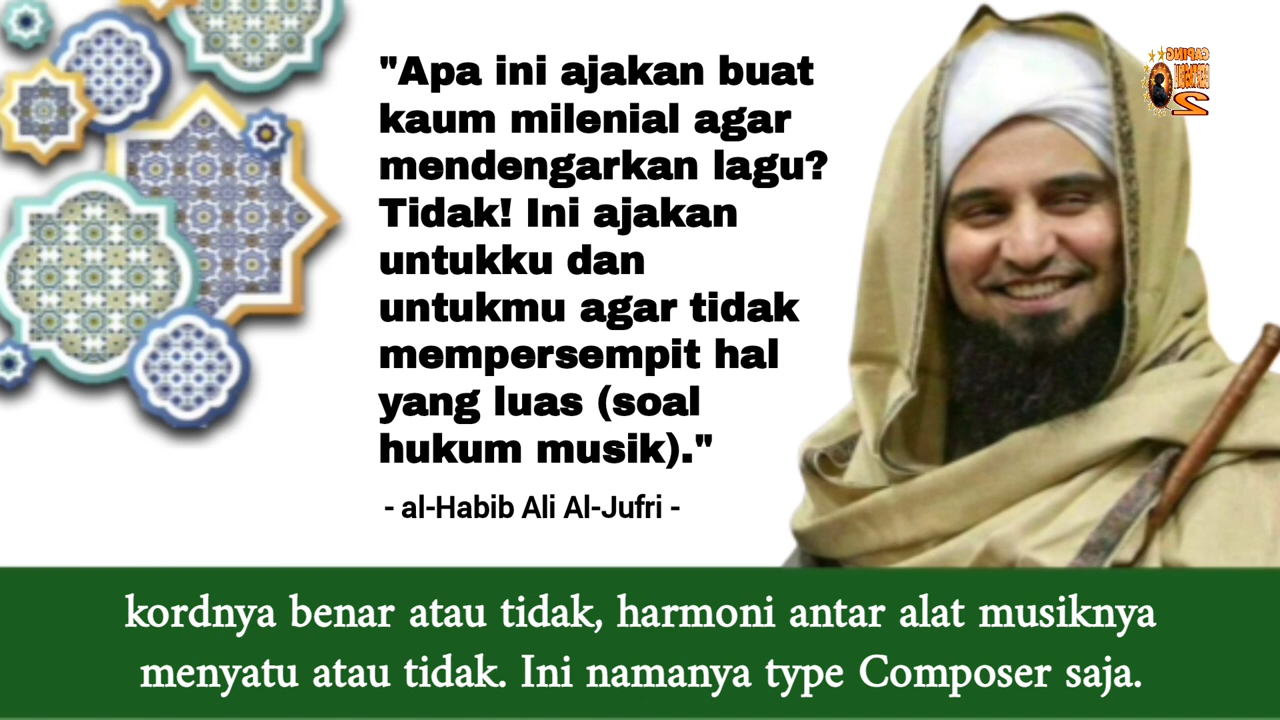 "Apa ini ajakan buat
kaum milenial agar
mendengarkan lagu?
Tidak! Ini ajakan
untukku dan
untukmu agar tidak
mempersempit hal
yang luas (soal
hukum musik)."
- al-Habib Ali Al-Jufri -
CAPING
2
kordnya benar atau tidak, harmoni antar alat musiknya
menyatu atau tidak. Ini namanya type Composer saja.